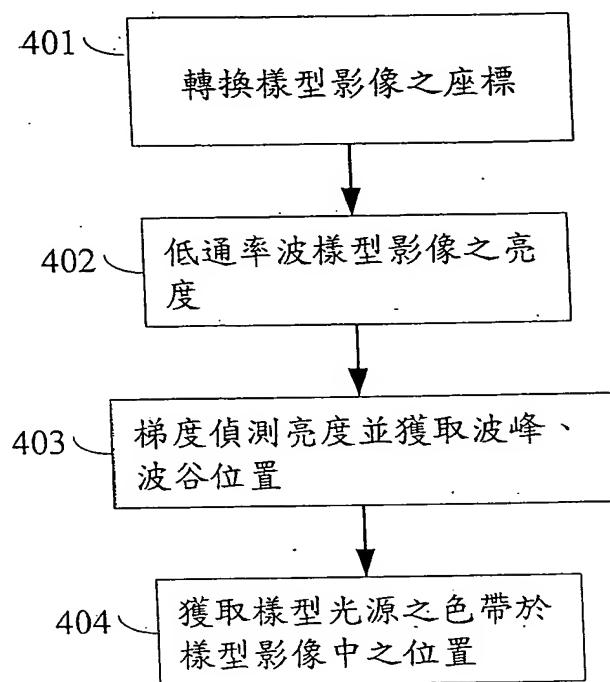 401
轉換樣型影像之座標
402
低通率波樣型影像之亮
度
403
梯度偵測亮度並獲取波峰、
波谷位置
404
獲取樣型光源之色帶於
樣型影像中之位置